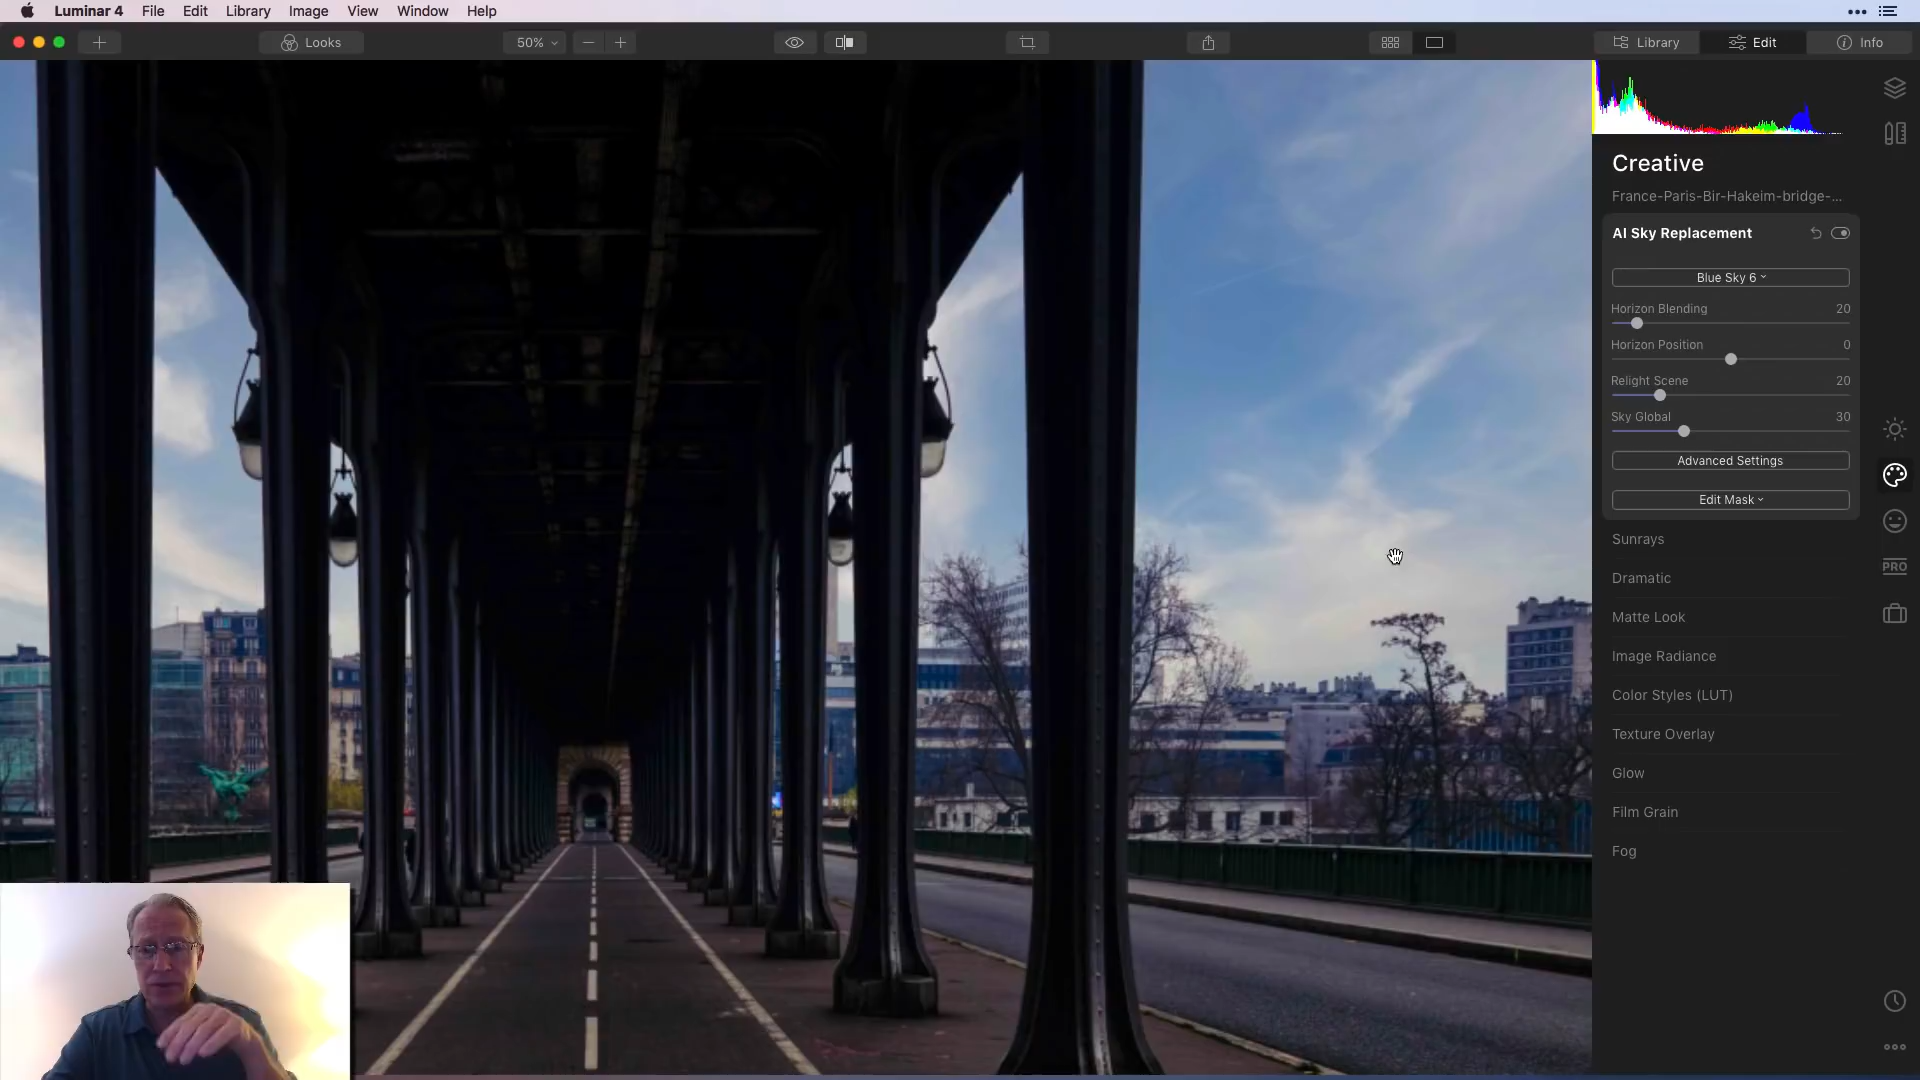 Luminar 4 File Edit Library Image View Window Help
Looks 50% Library Edit Info
Creative
France-Paris-Bir-Hakeim-bridge-...
AI Sky Replacement
Blue Sky 6
Horizon Blending 20
Horizon Position 0
Relight Scene 20
Sky Global 30
Advanced Settings
Edit Mask
Sunrays
PRO
Dramatic
Matte Look
Image Radiance
Color Styles (LUT)
Texture Overlay
Glow
Film Grain
Fog